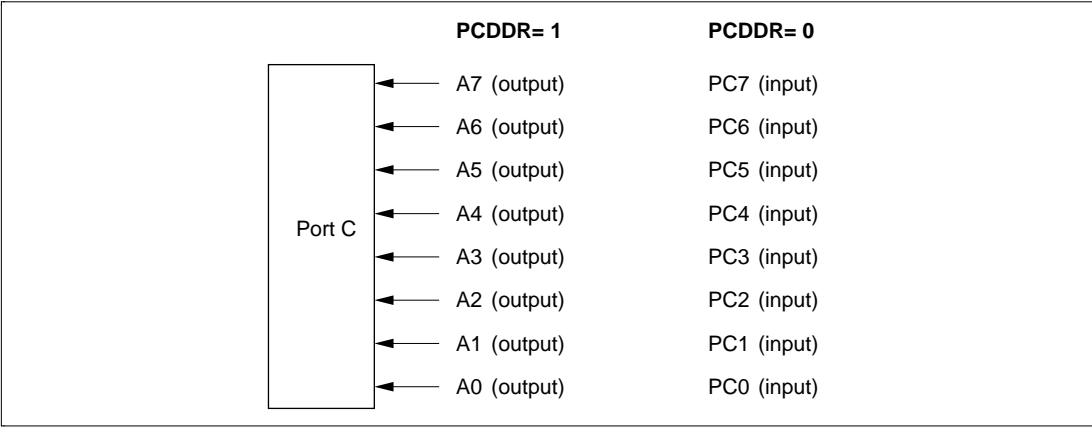 PCDDR= 1 PCDDR= 0
A7 (output) PC7 (input)
A6 (output) PC6 (input)
A5 (output) PC5 (input)
A4 (output) PC4 (input)
Port C
A3 (output) PC3 (input)
A2 (output) PC2 (input)
A1 (output) PC1 (input)
A0 (output) PC0 (input)